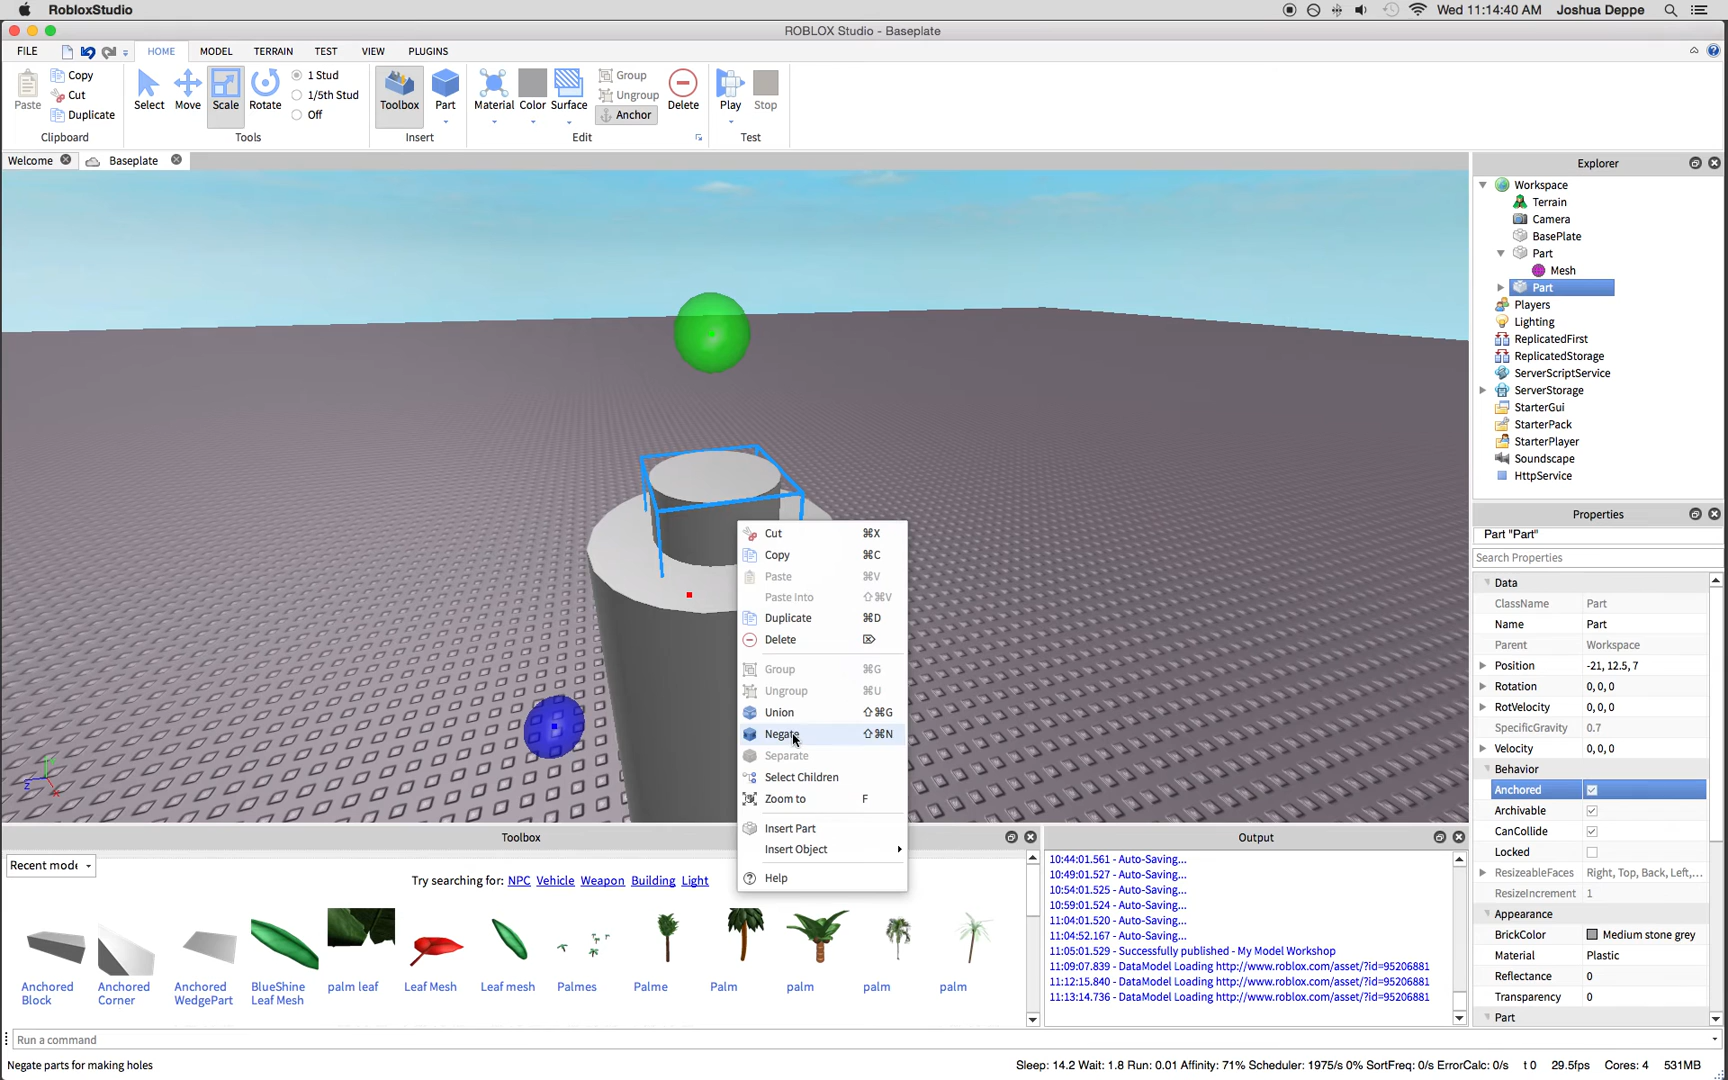 RobloxStudio
Wed 11:14:40 AM Joshua Deppe
ROBLOX Studio - Baseplate
FILE HOME MODEL TERRAIN TEST VIEW PLUGINS
Paste
Copy
Cut
Duplicate
Clipboard
Select Move Scale Rotate
1 Stud
1/5th Stud
Off
Tools
Toolbox Part
Insert
Material Color Surface
Group
Ungroup
Anchor
Delete
Edit
Play Stop
Test
Welcome Baseplate
Explorer
Workspace
Terrain
Camera
BasePlate
Part
Mesh
Part
Players
Lighting
ReplicatedFirst
ReplicatedStorage
ServerScriptService
ServerStorage
StarterGui
StarterPack
StarterPlayer
Soundscape
HttpService
Cut ⌘X
Copy ⌘C
Paste ⌘V
Paste Into ⇧⌘V
Duplicate ⌘D
Delete ⌦
Group ⌘G
Ungroup ⌘U
Union ⇧⌘G
Negate ⇧⌘N
Separate
Select Children
Zoom to F
Insert Part
Insert Object
Help
Properties
Part "Part"
Search Properties
Data
ClassName Part
Name Part
Parent Workspace
Position -21, 12.5, 7
Rotation 0, 0, 0
RotVelocity 0, 0, 0
SpecificGravity 0.7
Velocity 0, 0, 0
Behavior
Anchored
Archivable
CanCollide
Locked
ResizeableFaces Right, Top, Back, Left,...
ResizeIncrement 1
Appearance
BrickColor Medium stone grey
Material Plastic
Reflectance 0
Transparency 0
Part
Toolbox
Recent mode
Try searching for: NPC Vehicle Weapon Building Light
Anchored Block
Anchored Corner
Anchored WedgePart
BlueShine Leaf Mesh
palm leaf
Leaf Mesh
Leaf mesh
Palmes
Palme
Palm
palm
palm
palm
Output
10:44:01.561 - Auto-Saving...
10:49:01.527 - Auto-Saving...
10:54:01.525 - Auto-Saving...
10:59:01.524 - Auto-Saving...
11:04:01.520 - Auto-Saving...
11:04:52.167 - Auto-Saving...
11:05:01.529 - Successfully published - My Model Workshop
11:09:07.839 - DataModel Loading http://www.roblox.com/asset/?id=95206881
11:12:15.840 - DataModel Loading http://www.roblox.com/asset/?id=95206881
11:13:14.736 - DataModel Loading http://www.roblox.com/asset/?id=95206881
Run a command
Negate parts for making holes
Sleep: 14.2 Wait: 1.8 Run: 0.01 Affinity: 71% Scheduler: 1975/s 0% SortFreq: 0/s ErrorCalc: 0/s t 0 29.5fps Cores: 4 531MB